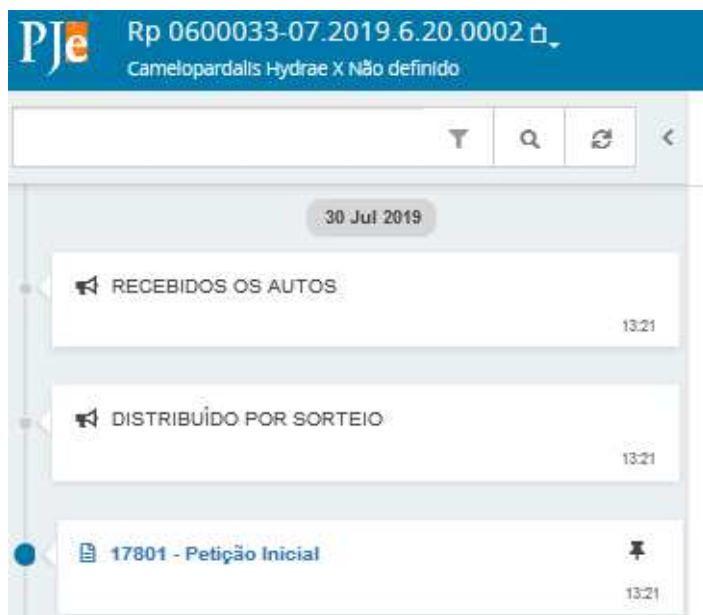 PJe
Rp 0600033-07.2019.6.20.0002
Camelopardalis Hydrae X Não definido
30 Jul 2019
RECEBIDOS OS AUTOS
13:21
DISTRIBUÍDO POR SORTEIO
13:21
17801 - Petição Inicial
13:21